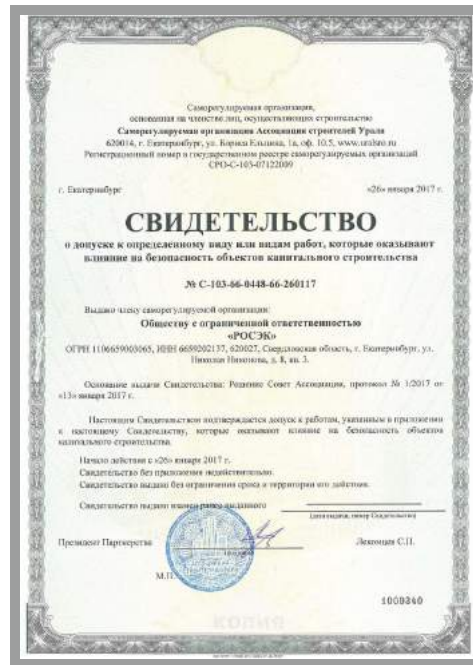 Саморегулируемая организация,
основанная на членстве лиц, осуществляющих строительство
Саморегулируемая организация Ассоциация строителей Урала
620014, г. Екатеринбург, ул. Бориса Ельцина, 1а, оф. 10.5, www.uralsro.ru
Регистрационный номер в государственном реестре саморегулируемых организаций
СРО-С-103-07122009
г. Екатеринбург «26» января 2017 г.
СВИДЕТЕЛЬСТВО
о допуске к определенному виду или видам работ, которые оказывают
влияние на безопасность объектов капитального строительства
№ С-103-66-0448-66-260117
Выдано члену саморегулируемой организации:
Обществу с ограниченной ответственностью
«РОСЭК»
ОГРН 1106659003065, ИНН 6659202137, 620027, Свердловская область, г. Екатеринбург, ул.
Николая Никонова, д. 8, кв. 3.
Основание выдачи Свидетельства: Решение Совет Ассоциации, протокол № 1/2017 от
«13» января 2017 г.
Настоящим Свидетельством подтверждается допуск к работам, указанным в приложении
к настоящему Свидетельству, которые оказывают влияние на безопасность объектов
капитального строительства.
Начало действия с «26» января 2017 г.
Свидетельство без приложения недействительно.
Свидетельство выдано без ограничения срока и территории его действия.
Свидетельство выдано взамен ранее выданного
(дата выдачи, номер Свидетельства)
Президент Партнерства Лекомцев С.П.
М.П.
1000340
КОПИЯ